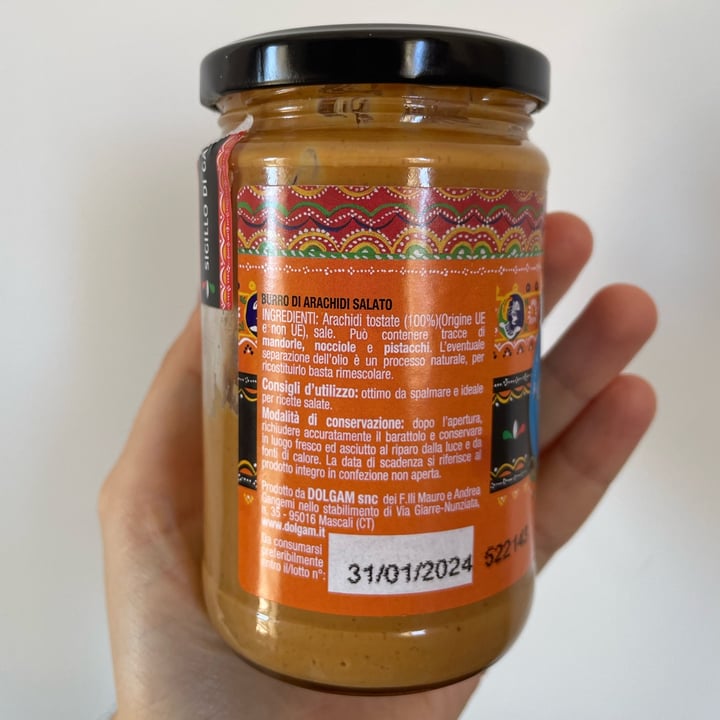 SIGILLO DI GA
BURRO DI ARACHIDI SALATO
INGREDIENTI: Arachidi tostate (100%)(Origine UE
e non UE), sale. Può contenere tracce di
mandorle, nocciole e pistacchi. L'eventuale
separazione dell'olio è un processo naturale, per
ricostituirlo basta rimescolare.
Consigli d'utilizzo: ottimo da spalmare e ideale
per ricette salate.
Modalità di conservazione: dopo l'apertura,
richiudere accuratamente il barattolo e conservare
in luogo fresco ed asciutto al riparo dalla luce e da
fonti di calore. La data di scadenza si riferisce al
prodotto integro in confezione non aperta.
Prodotto da DOLGAM snc dei F.lli Mauro e Andrea
Gangemi nello stabilimento di Via Giarre-Nunziata,
n. 35 - 95016 Mascali (CT)
www.dolgam.it
Da consumarsi
preferibilmente
entro il/lotto n°:
31/01/2024
522143